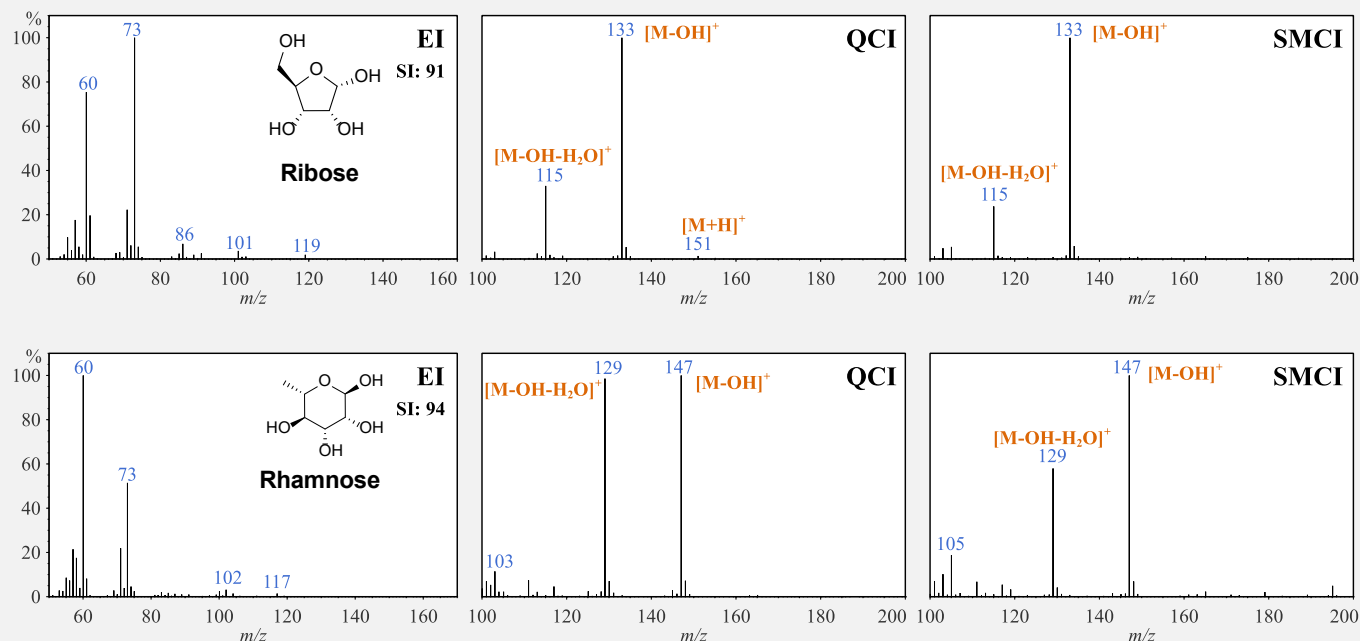 %
100
80
60
40
20
0
60 80 100 120 140 160
m/z
73
60
86
101
119
EI
SI: 91
OH
O
OH
HO
OH
Ribose
QCI
133
[M-OH]⁺
[M-OH-H₂O]⁺
115
[M+H]⁺
151
100 120 140 160 180 200
m/z
SMCI
133
[M-OH]⁺
[M-OH-H₂O]⁺
115
100 120 140 160 180 200
m/z
%
100
80
60
40
20
0
60 80 100 120 140 160
m/z
60
73
102
117
EI
SI: 94
O
OH
HO
OH
OH
Rhamnose
QCI
129
147
[M-OH-H₂O]⁺
[M-OH]⁺
103
100 120 140 160 180 200
m/z
SMCI
147
[M-OH]⁺
[M-OH-H₂O]⁺
129
105
100 120 140 160 180 200
m/z